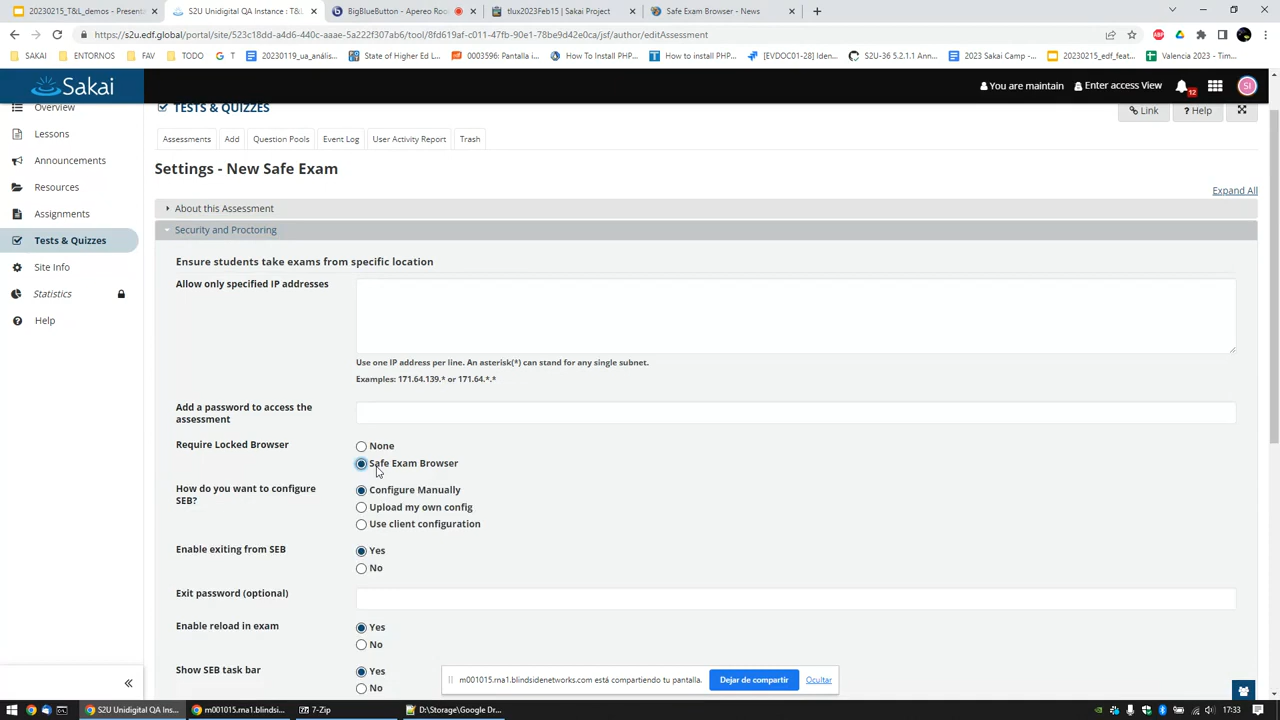 20230215_T&L_demos - Presenta
S2U Unidigital QA Instance : T&
BigBlueButton - Apereo Roo
tlux2023Feb15 | Sakai Project
Safe Exam Browser - News
https://s2u.edf.global/portal/site/523c18dd-a4d6-440c-aaae-5a222f307ab6/tool/8fd619af-c011-47fb-90e1-78be9d42e0ca/jsf/author/editAssessment
SAKAI
ENTORNOS
FAV
TODO
T
20230119_ua_anàlis...
State of Higher Ed L...
0003596: Pantalla i...
How To Install PHP...
How to install PHP...
[EVDOC01-28] Iden...
S2U-36 5.2.1.1 Ann...
2023 Sakai Camp -...
20230215_edf_feat...
Valencia 2023 - Tim...
Sakai
You are maintain
Enter access View
12
SI
Overview
Lessons
Announcements
Resources
Assignments
Tests & Quizzes
Site Info
Statistics
Help
TESTS & QUIZZES
Link
? Help
Assessments
Add
Question Pools
Event Log
User Activity Report
Trash
Settings - New Safe Exam
Expand All
About this Assessment
Security and Proctoring
Ensure students take exams from specific location
Allow only specified IP addresses
Use one IP address per line. An asterisk(*) can stand for any single subnet.
Examples: 171.64.139.* or 171.64.*.*
Add a password to access the
assessment
Require Locked Browser
None
Safe Exam Browser
How do you want to configure
SEB?
Configure Manually
Upload my own config
Use client configuration
Enable exiting from SEB
Yes
No
Exit password (optional)
Enable reload in exam
Yes
No
Show SEB task bar
Yes
No
m001015.rna1.blindsidenetworks.com está compartiendo tu pantalla.
Dejar de compartir
Ocultar
S2U Unidigital QA Ins...
m001015.rna1.blindsi...
7-Zip
D:\Storage\Google Dr...
17:33